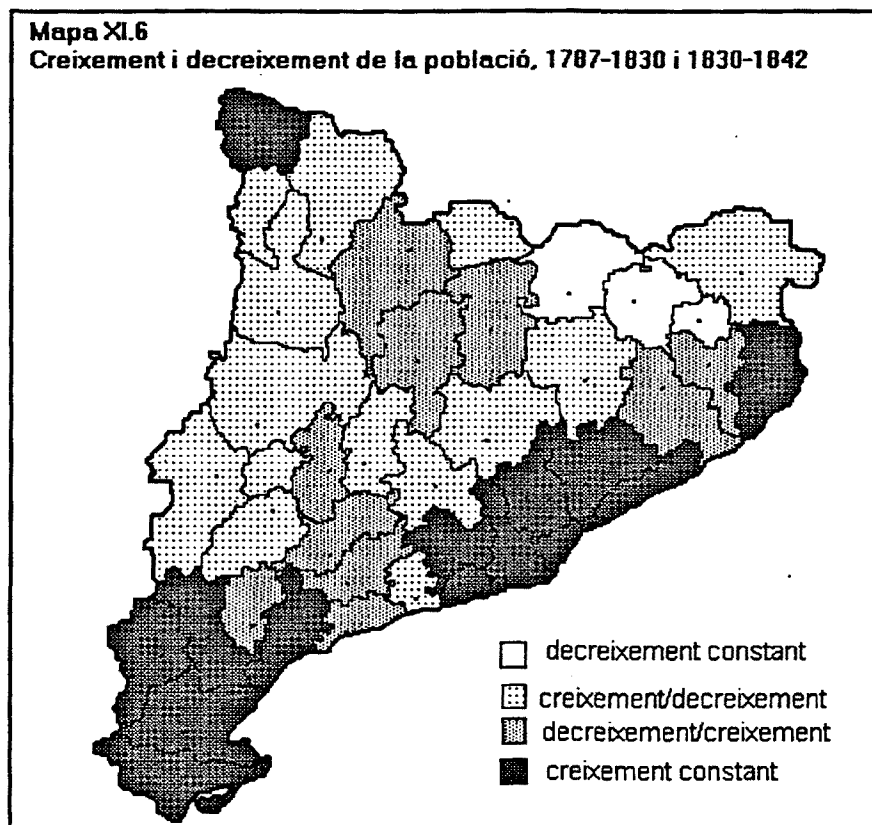 Mapa XI.6
Creixement i decreixement de la població, 1787-1830 i 1830-1842
decreixement constant
creixement/decreixement
decreixement/creixement
creixement constant